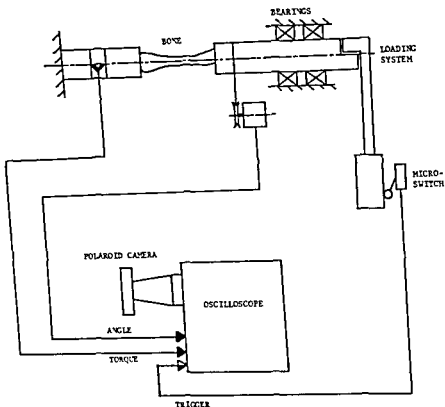 BEARINGS
BONE
LOADING
SYSTEM
MICRO-
SWITCH
POLAROID CAMERA
OSCILLOSCOPE
ANGLE
TORQUE
TRIGGER